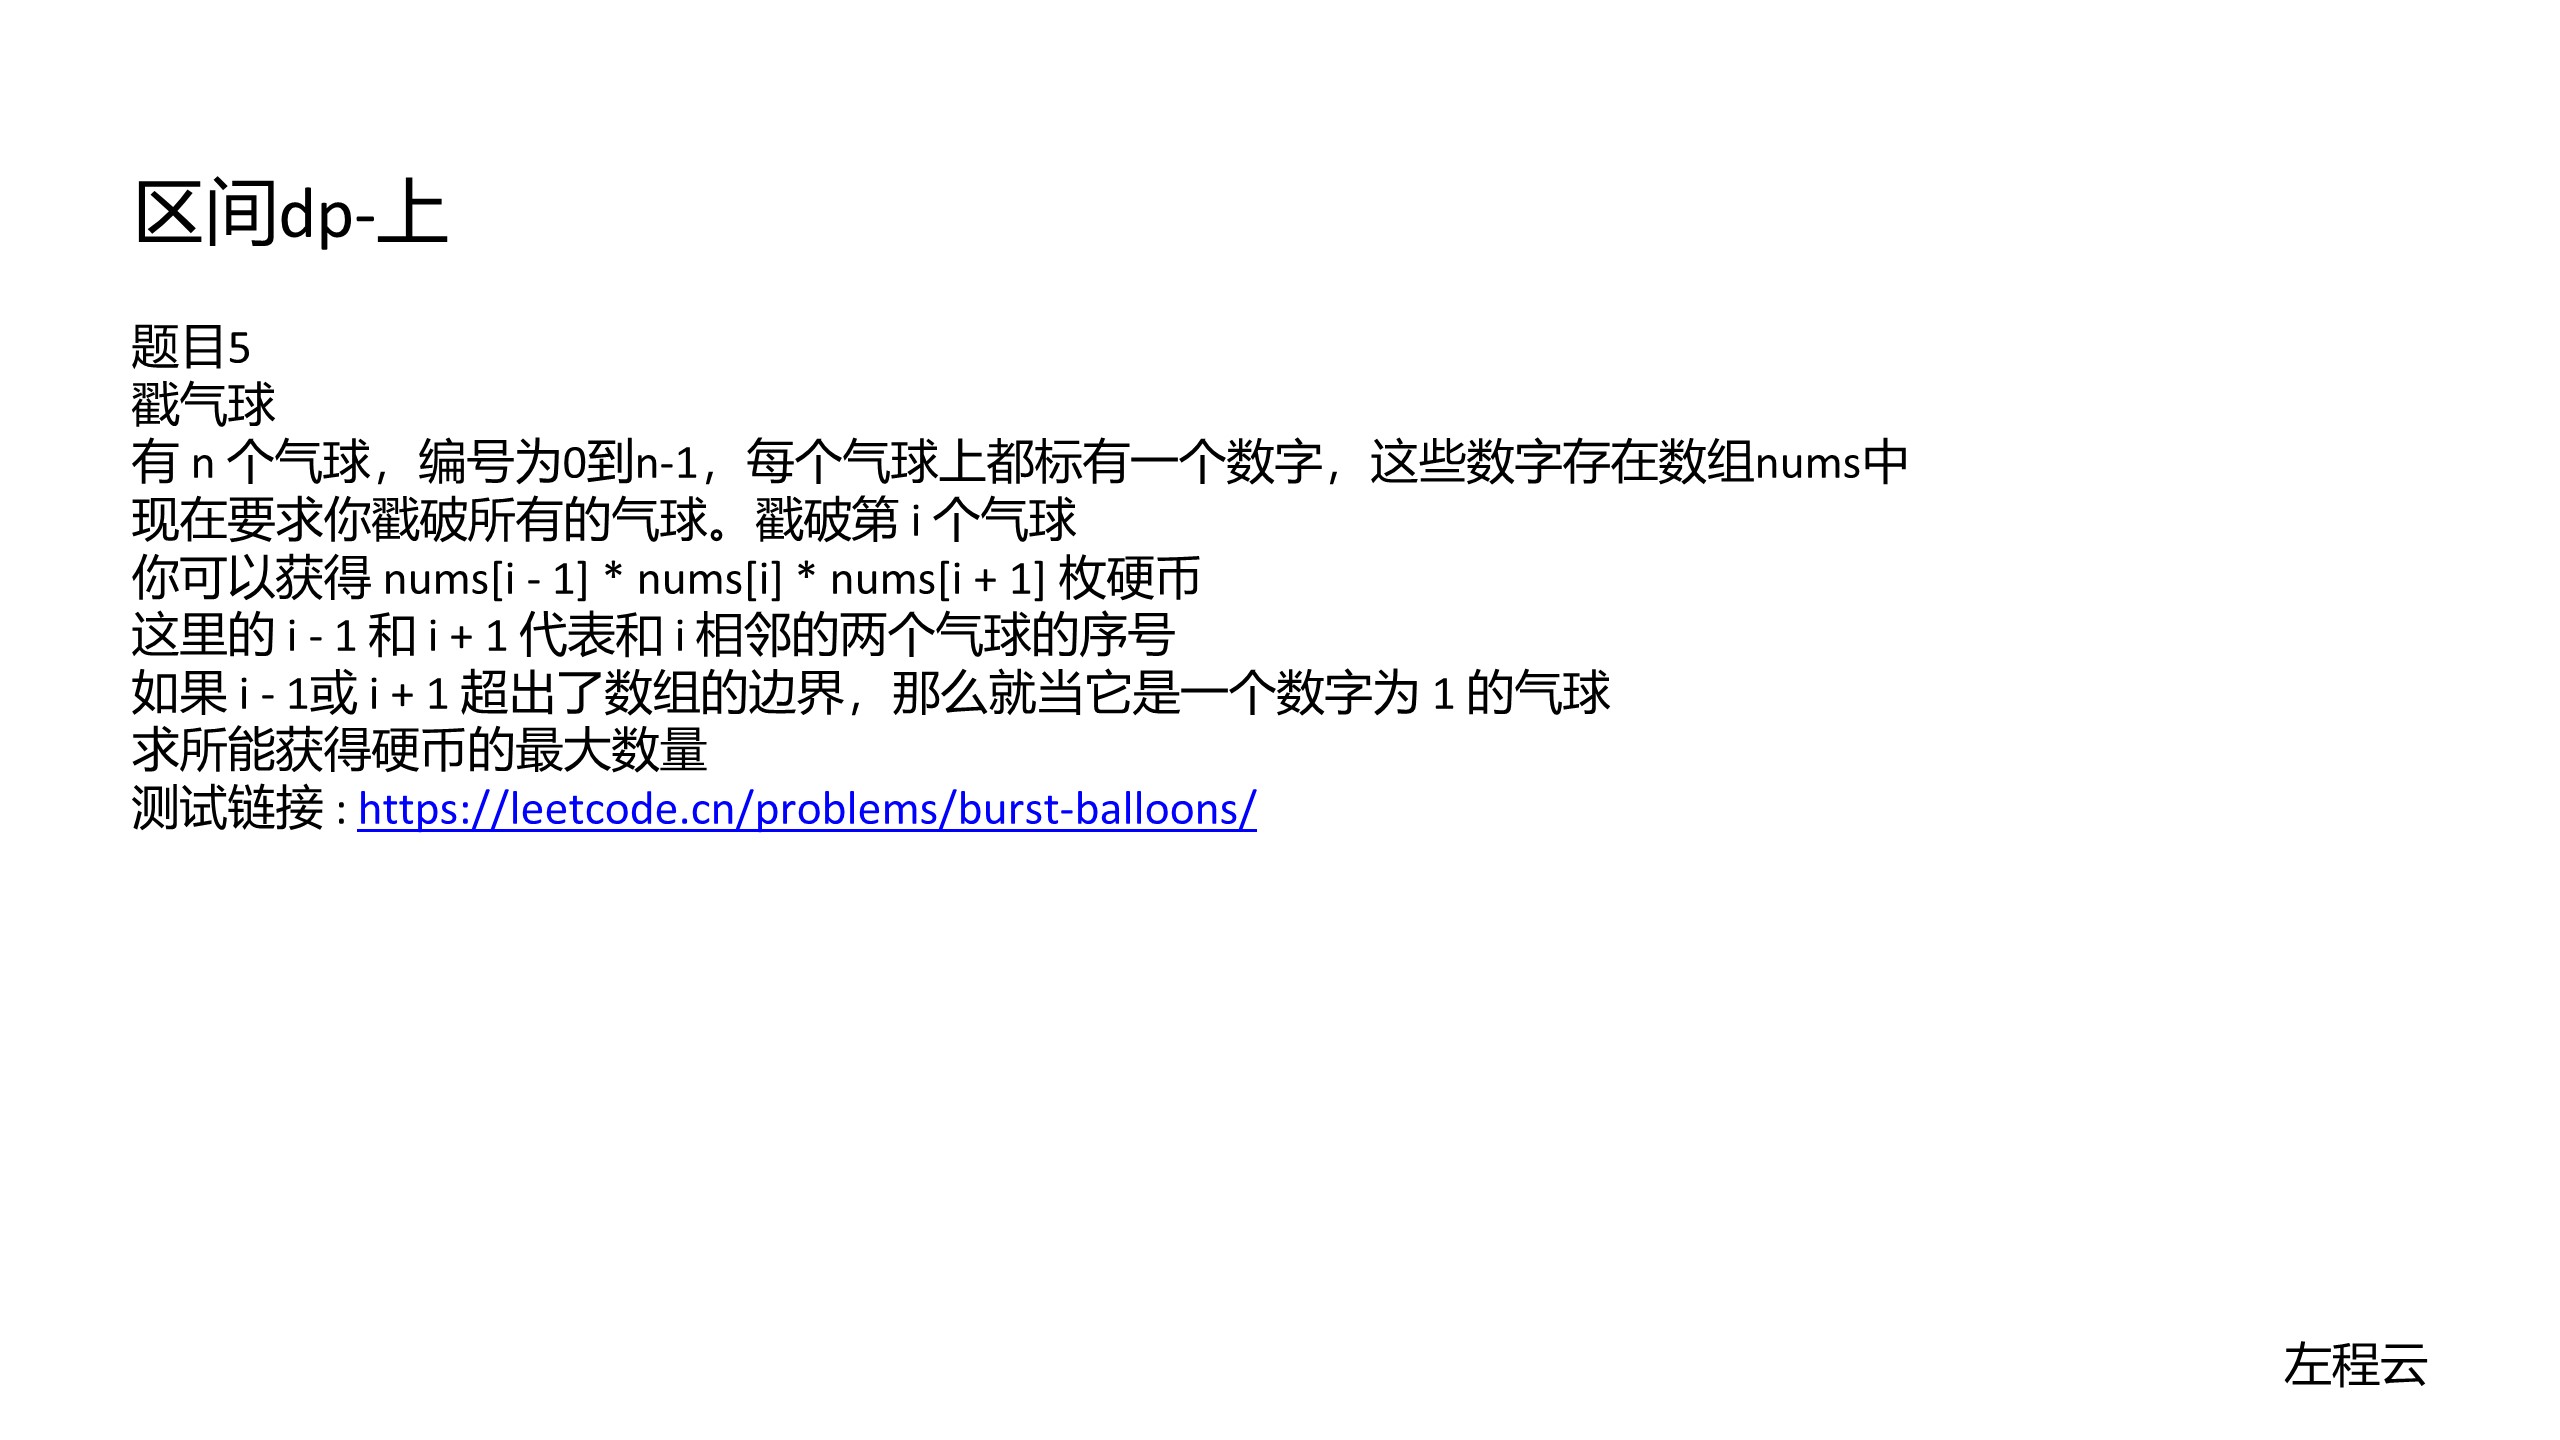 区间dp-上
题目5
戳气球
有 n 个气球，编号为0到n-1，每个气球上都标有一个数字，这些数字存在数组nums中
现在要求你戳破所有的气球。戳破第 i 个气球
你可以获得 nums[i - 1] * nums[i] * nums[i + 1] 枚硬币
这里的 i - 1 和 i + 1 代表和 i 相邻的两个气球的序号
如果 i - 1或 i + 1 超出了数组的边界，那么就当它是一个数字为 1 的气球
求所能获得硬币的最大数量
测试链接 : https://leetcode.cn/problems/burst-balloons/
左程云